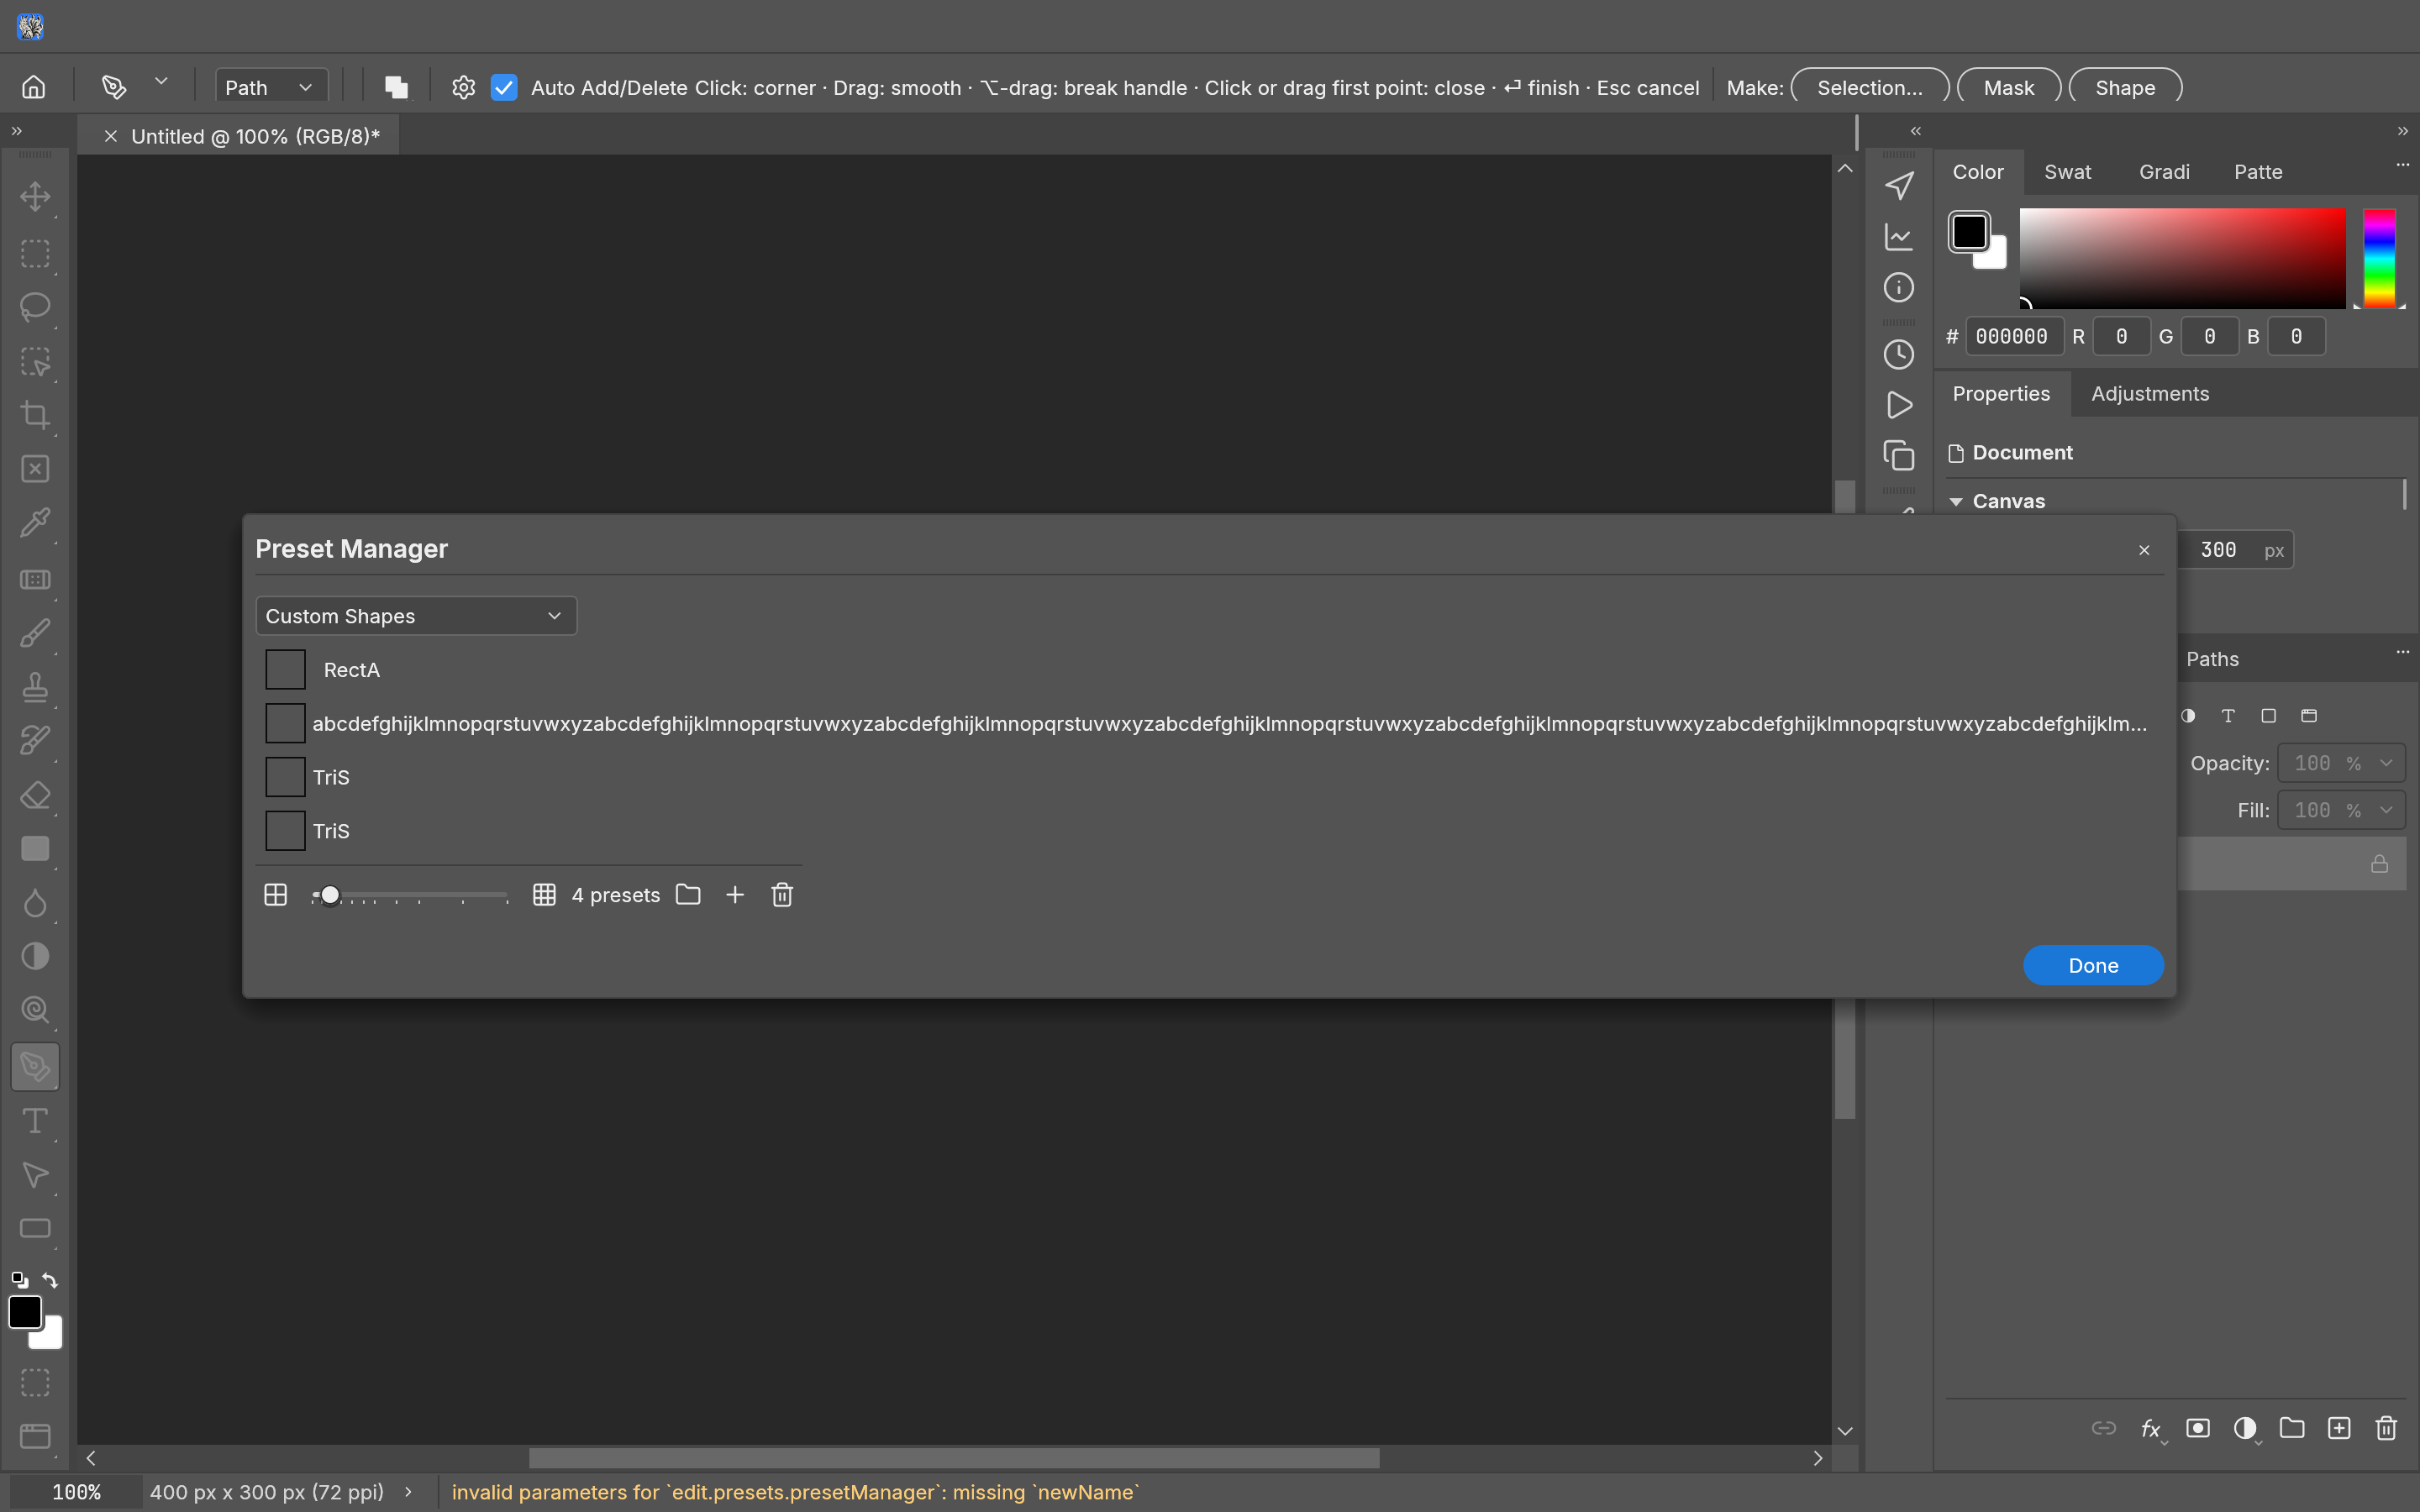 Path
Auto Add/Delete Click: corner · Drag: smooth · ⌥-drag: break handle · Click or drag first point: close · ⏎ finish · Esc cancel
Make: Selection... Mask Shape
Untitled @ 100% (RGB/8)*
Color Swat Gradi Patte
# 000000 R 0 G 0 B 0
Properties Adjustments
Document
Canvas
300 px
Preset Manager
Custom Shapes
RectA
abcdefghijklmnopqrstuvwxyzabcdefghijklmnopqrstuvwxyzabcdefghijklmnopqrstuvwxyzabcdefghijklmnopqrstuvwxyzabcdefghijklmnopqrstuvwxyzabcdefghijklmnopqrstuvwxyzabcdefghijklm...
TriS
TriS
4 presets
Done
Paths
Opacity: 100 %
Fill: 100 %
fx
100% 400 px x 300 px (72 ppi)
invalid parameters for `edit.presets.presetManager`: missing `newName`